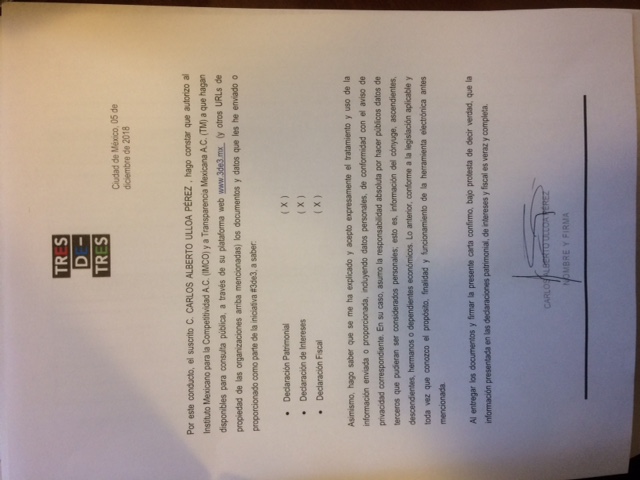 TRES
DE-
TRES
Ciudad de México, 05 de
diciembre de 2018
Por este conducto, el suscrito C. CARLOS ALBERTO ULLOA PÉREZ , hago constar que autorizo al
Instituto Mexicano para la Competitividad A.C. (IMCO) y a Transparencia Mexicana A.C. (TM) a que hagan
disponibles para consulta pública, a través de su plataforma web www.3de3.mx (y otros URLs de
propiedad de las organizaciones arriba mencionadas) los documentos y datos que les he enviado o
proporcionado como parte de la iniciativa #3de3, a saber:
• Declaración Patrimonial ( X )
• Declaración de Intereses ( X )
• Declaración Fiscal ( X )
Asimismo, hago saber que se me ha explicado y acepto expresamente el tratamiento y uso de la
información enviada o proporcionada, incluyendo datos personales, de conformidad con el aviso de
privacidad correspondiente. En su caso, asumo la responsabilidad absoluta por hacer públicos datos de
terceros que pudieran ser considerados personales; esto es, información del cónyuge, ascendientes,
descendientes, hermanos o dependientes económicos. Lo anterior, conforme a la legislación aplicable y
toda vez que conozco el propósito, finalidad y funcionamiento de la herramienta electrónica antes
mencionada.
Al entregar los documentos y firmar la presente carta confirmo, bajo protesta de decir verdad, que la
información presentada en las declaraciones patrimonial, de intereses y fiscal es veraz y completa.
CARLOS ALBERTO ULLOA PÉREZ
NOMBRE Y FIRMA